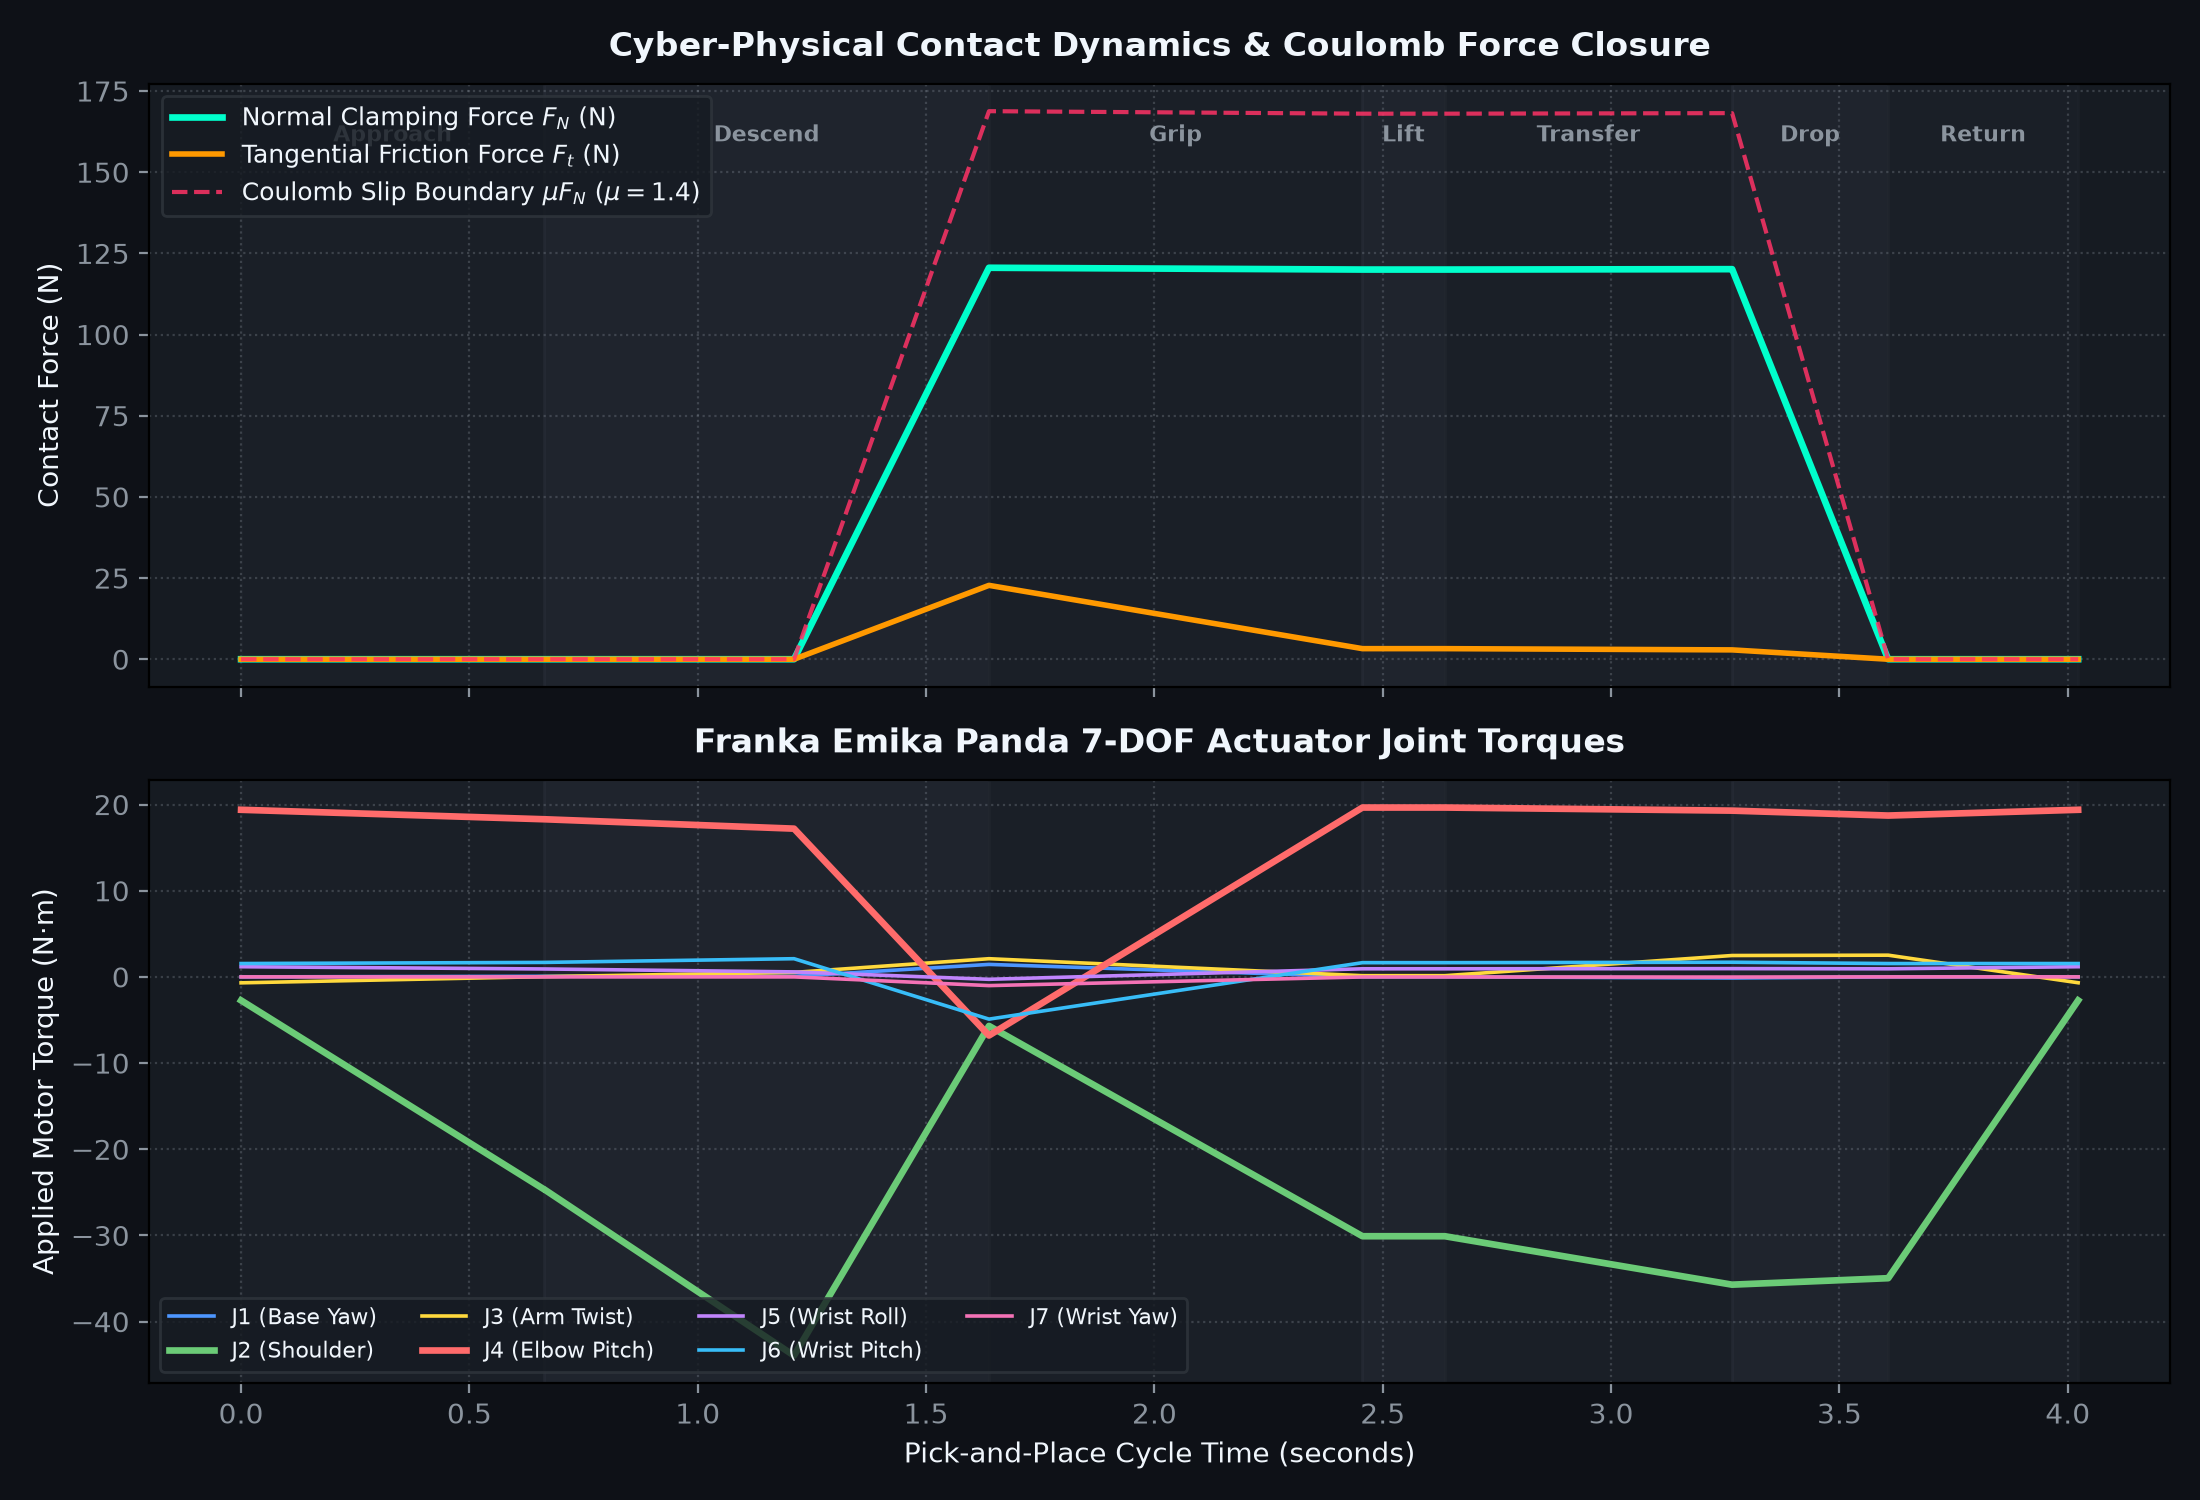 Cyber-Physical Contact Dynamics & Coulomb Force Closure
175
150
125
100
75
50
25
0
Contact Force (N)
Normal Clamping Force F_N (N)
Tangential Friction Force F_t (N)
Coulomb Slip Boundary μF_N (μ = 1.4)
Approach
Descend
Grip
Lift
Transfer
Drop
Return
Franka Emika Panda 7-DOF Actuator Joint Torques
20
10
0
−10
−20
−30
−40
Applied Motor Torque (N·m)
J1 (Base Yaw)
J2 (Shoulder)
J3 (Arm Twist)
J4 (Elbow Pitch)
J5 (Wrist Roll)
J6 (Wrist Pitch)
J7 (Wrist Yaw)
0.0 0.5 1.0 1.5 2.0 2.5 3.0 3.5 4.0
Pick-and-Place Cycle Time (seconds)